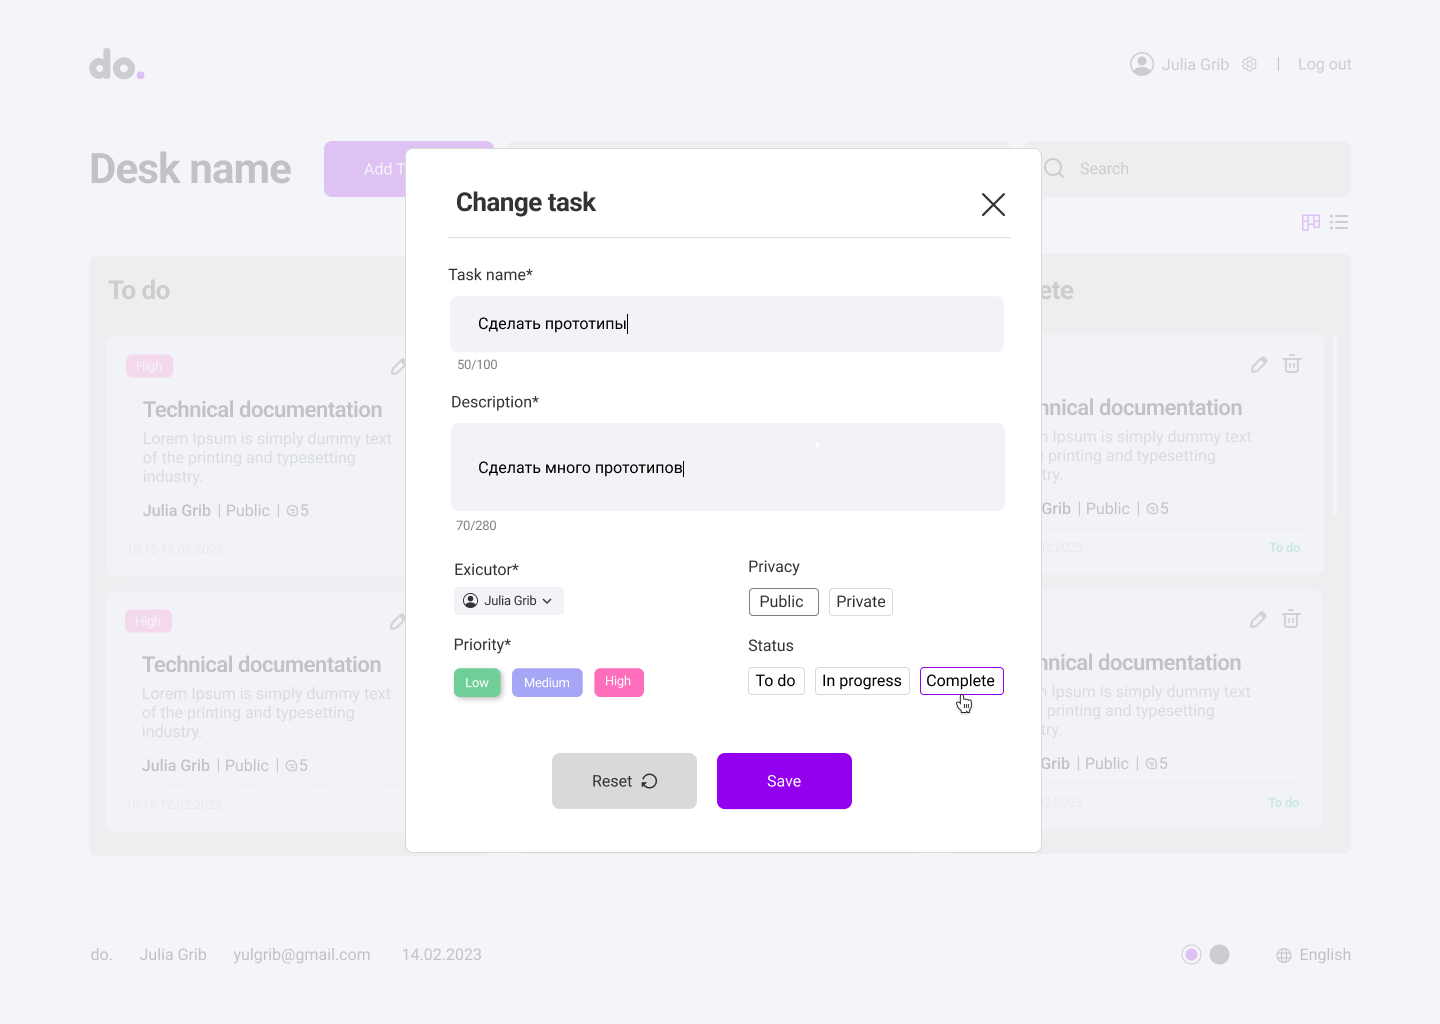 do.
Julia Grib | Log out
Desk name
Add T
Search
To do
High
Technical documentation
Lorem Ipsum is simply dummy text
of the printing and typesetting
industry.
Julia Grib | Public | 5
10:15 12.02.2023
High
Technical documentation
Lorem Ipsum is simply dummy text
of the printing and typesetting
industry.
Julia Grib | Public | 5
10:15 12.02.2023
Change task
Task name*
Сделать прототипы
50/100
Description*
Сделать много прототипов
70/280
Exicutor*
Julia Grib
Privacy
Public Private
Priority*
Low Medium High
Status
To do In progress Complete
Reset Save
ete
nical documentation
Ipsum is simply dummy text
printing and typesetting
try.
Grib | Public | 5
2.2023
To do
nical documentation
Ipsum is simply dummy text
printing and typesetting
try.
Grib | Public | 5
2.2023
To do
do. Julia Grib yulgrib@gmail.com 14.02.2023
English